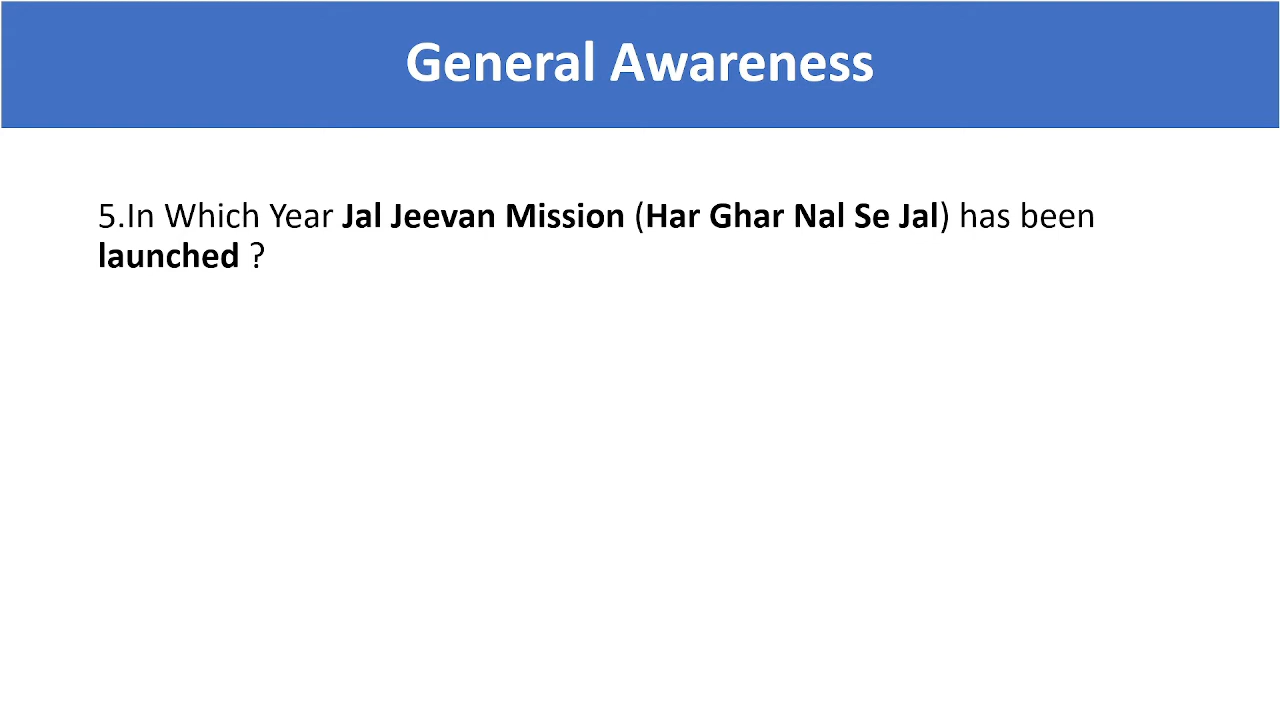 General Awareness
5.In Which Year Jal Jeevan Mission (Har Ghar Nal Se Jal) has been
launched ?